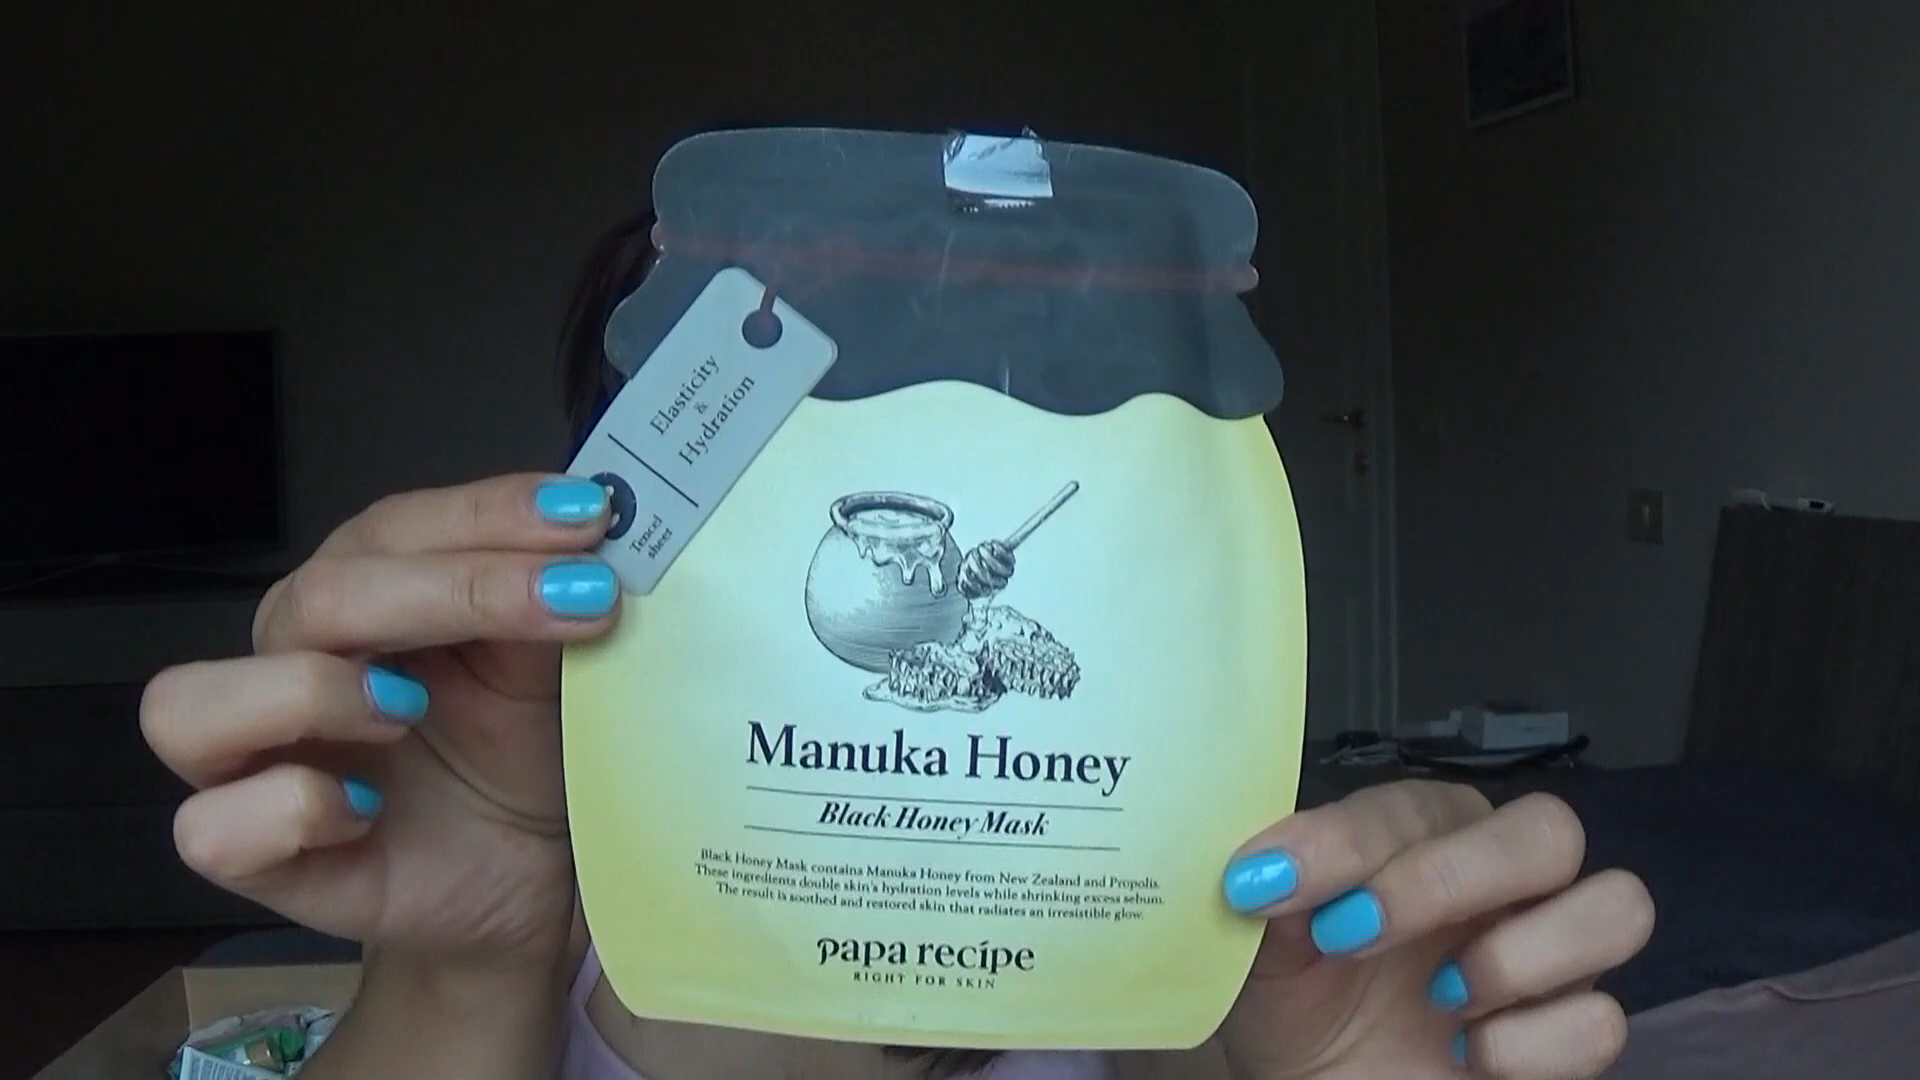 Elasticity
&
Hydration
Tencel
sheet
Manuka Honey
Black Honey Mask
Black Honey Mask contains Manuka Honey from New Zealand and Propolis.
These ingredients double skin's hydration levels while shrinking excess sebum.
The result is soothed and restored skin that radiates an irresistible glow.
papa recipe
RIGHT FOR SKIN